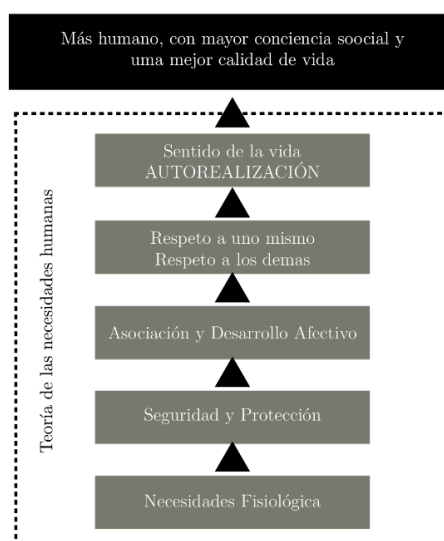 Más humano, con mayor conciencia soocial y
uma mejor calidad de vida
Sentido de la vida
AUTOREALIZACIÓN
Respeto a uno mismo
Respeto a los demas
Asociación y Desarrollo Afectivo
Seguridad y Protección
Necesidades Fisiológica
Teoría de las necesidades humanas